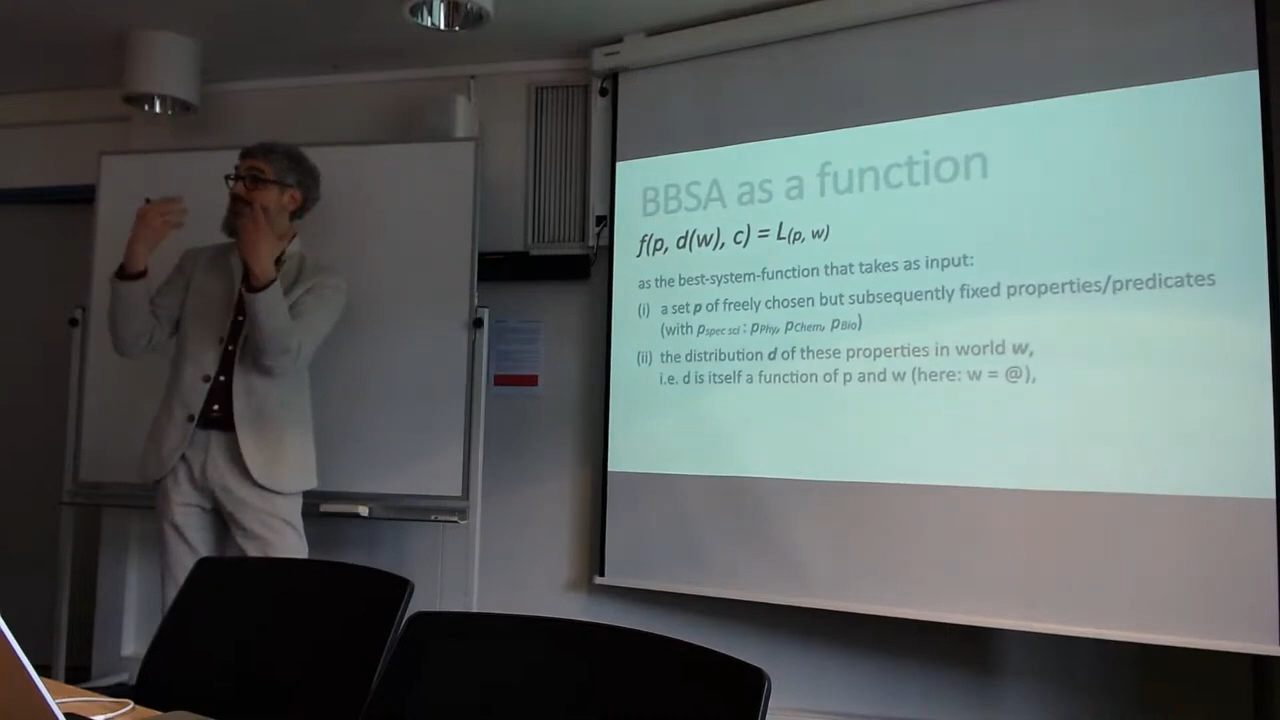 BBSA as a function
f(p, d(w), c) = L(p, w)
as the best-system-function that takes as input:
(i) a set p of freely chosen but subsequently fixed properties/predicates
(with pspec sci : pPhy, pChem, pBio)
(ii) the distribution d of these properties in world w,
i.e. d is itself a function of p and w (here: w = @),